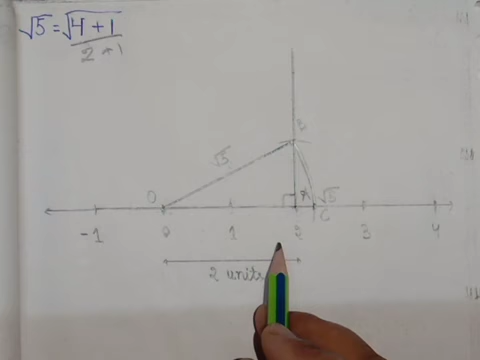 √5 = √4 + 1
2 1
B
√5
O A √5
C
-1 0 1 2 3 4
2 units